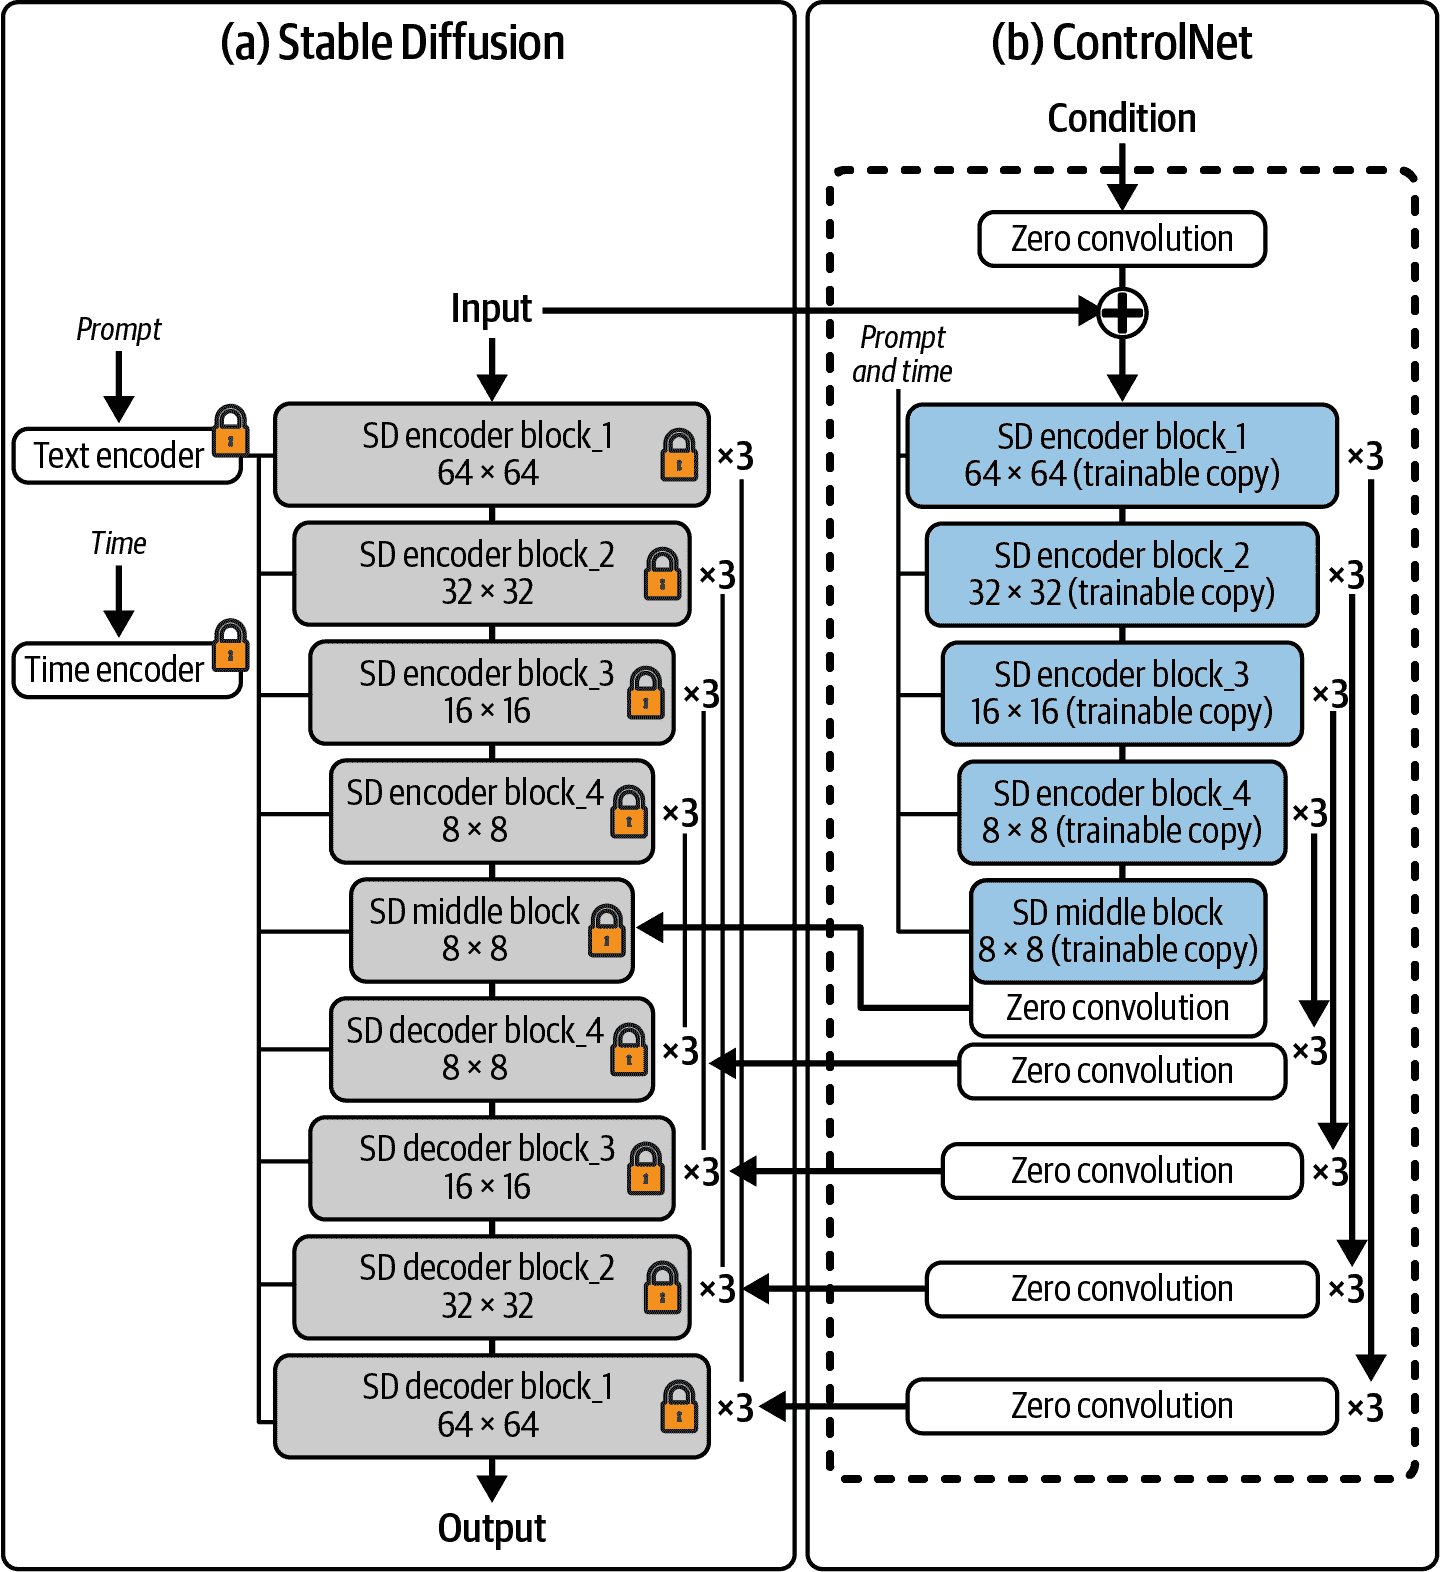 (a) Stable Diffusion
Input
Prompt
Text encoder
Time
Time encoder
SD encoder block_1
64 × 64
×3
SD encoder block_2
32 × 32
×3
SD encoder block_3
16 × 16
×3
SD encoder block_4
8 × 8
×3
SD middle block
8 × 8
SD decoder block_4
8 × 8
×3
SD decoder block_3
16 × 16
×3
SD decoder block_2
32 × 32
×3
SD decoder block_1
64 × 64
×3
Output
(b) ControlNet
Condition
Zero convolution
Prompt
and time
SD encoder block_1
64 × 64 (trainable copy)
×3
SD encoder block_2
32 × 32 (trainable copy)
×3
SD encoder block_3
16 × 16 (trainable copy)
×3
SD encoder block_4
8 × 8 (trainable copy)
×3
SD middle block
8 × 8 (trainable copy)
Zero convolution
Zero convolution
×3
Zero convolution
×3
Zero convolution
×3
Zero convolution
×3